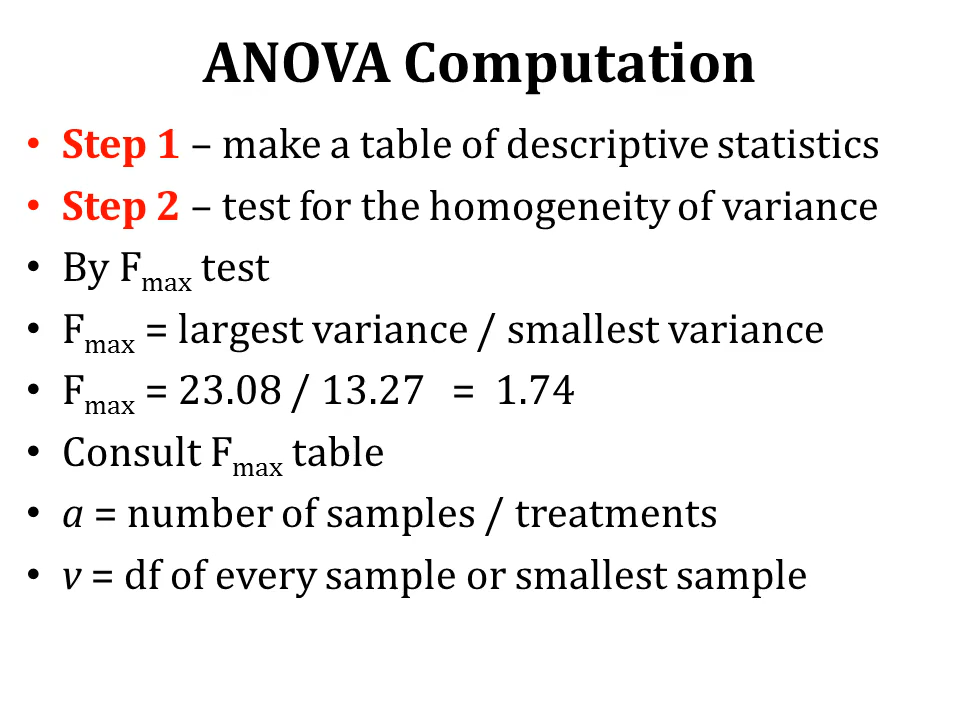 ANOVA Computation
• Step 1 – make a table of descriptive statistics
• Step 2 – test for the homogeneity of variance
• By Fmax test
• Fmax = largest variance / smallest variance
• Fmax = 23.08 / 13.27 = 1.74
• Consult Fmax table
• a = number of samples / treatments
• v = df of every sample or smallest sample